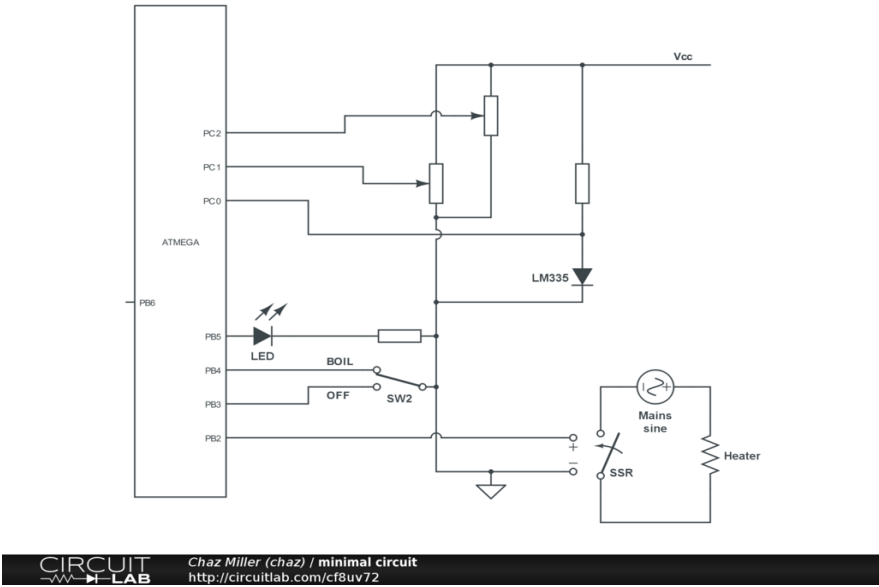 Vcc
PC2
PC1
PC0
ATMEGA
LM335
PB6
PB5
LED
PB4
BOIL
PB3
OFF
SW2
Mains
sine
PB2
+
−
SSR
Heater
CIRCUIT
LAB
Chaz Miller (chaz) / minimal circuit
http://circuitlab.com/cf8uv72